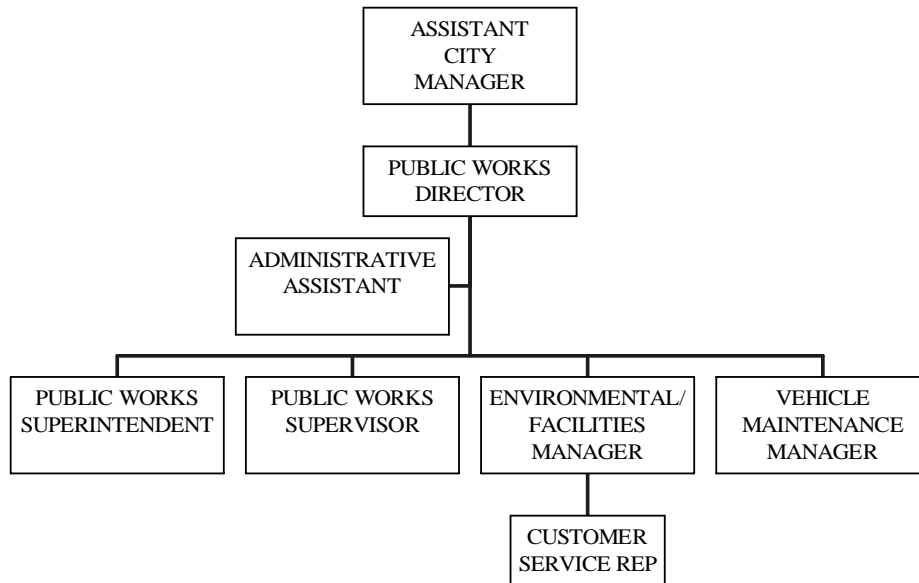 ASSISTANT
CITY
MANAGER
PUBLIC WORKS
DIRECTOR
ADMINISTRATIVE
ASSISTANT
PUBLIC WORKS
SUPERINTENDENT
PUBLIC WORKS
SUPERVISOR
ENVIRONMENTAL/
FACILITIES
MANAGER
VEHICLE
MAINTENANCE
MANAGER
CUSTOMER
SERVICE REP